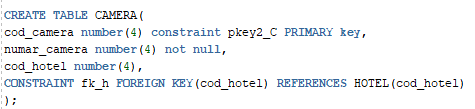 CREATE TABLE CAMERA(
cod_camera number(4) constraint pkey2_C PRIMARY key,
numar_camera number(4) not null,
cod_hotel number(4),
CONSTRAINT fk_h FOREIGN KEY(cod_hotel) REFERENCES HOTEL(cod_hotel)
);